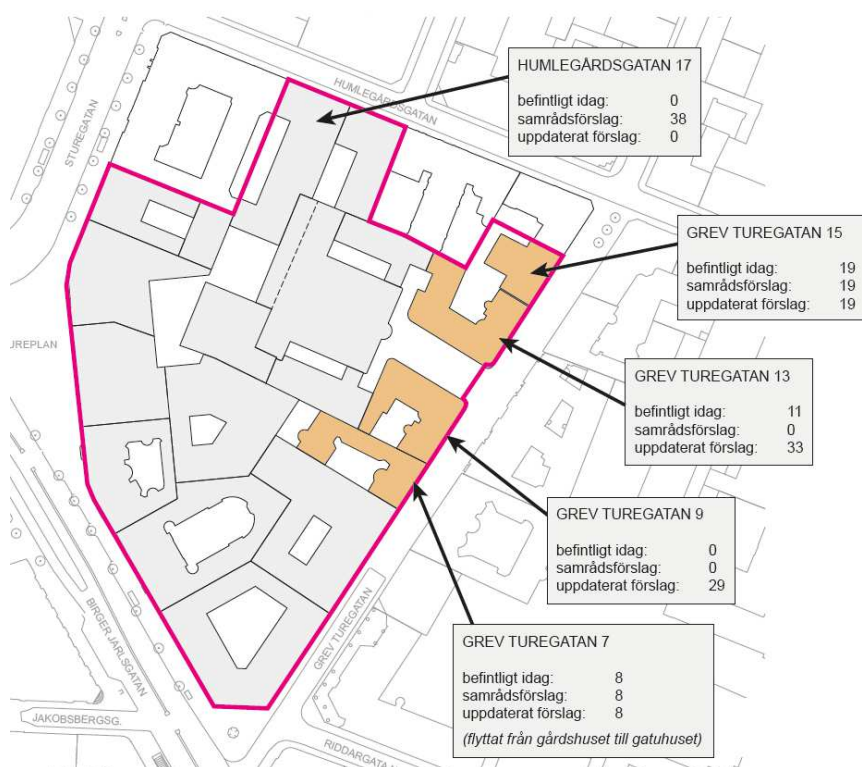 HUMLEGÅRDSGATAN 17
befintligt idag: 0
samrådsförslag: 38
uppdaterat förslag: 0
HUMLEGÅRDSGATAN
STUREGATAN
GREV TUREGATAN 15
befintligt idag: 19
samrådsförslag: 19
uppdaterat förslag: 19
UREPLAN
GREV TUREGATAN 13
befintligt idag: 11
samrådsförslag: 0
uppdaterat förslag: 33
GREV TUREGATAN 9
befintligt idag: 0
samrådsförslag: 0
uppdaterat förslag: 29
GREV TUREGATAN
BIRGER JARLSGATAN
GREV TUREGATAN 7
befintligt idag: 8
samrådsförslag: 8
uppdaterat förslag: 8
(flyttat från gårdshuset till gatuhuset)
JAKOBSBERGSG.
RIDDARGATAN